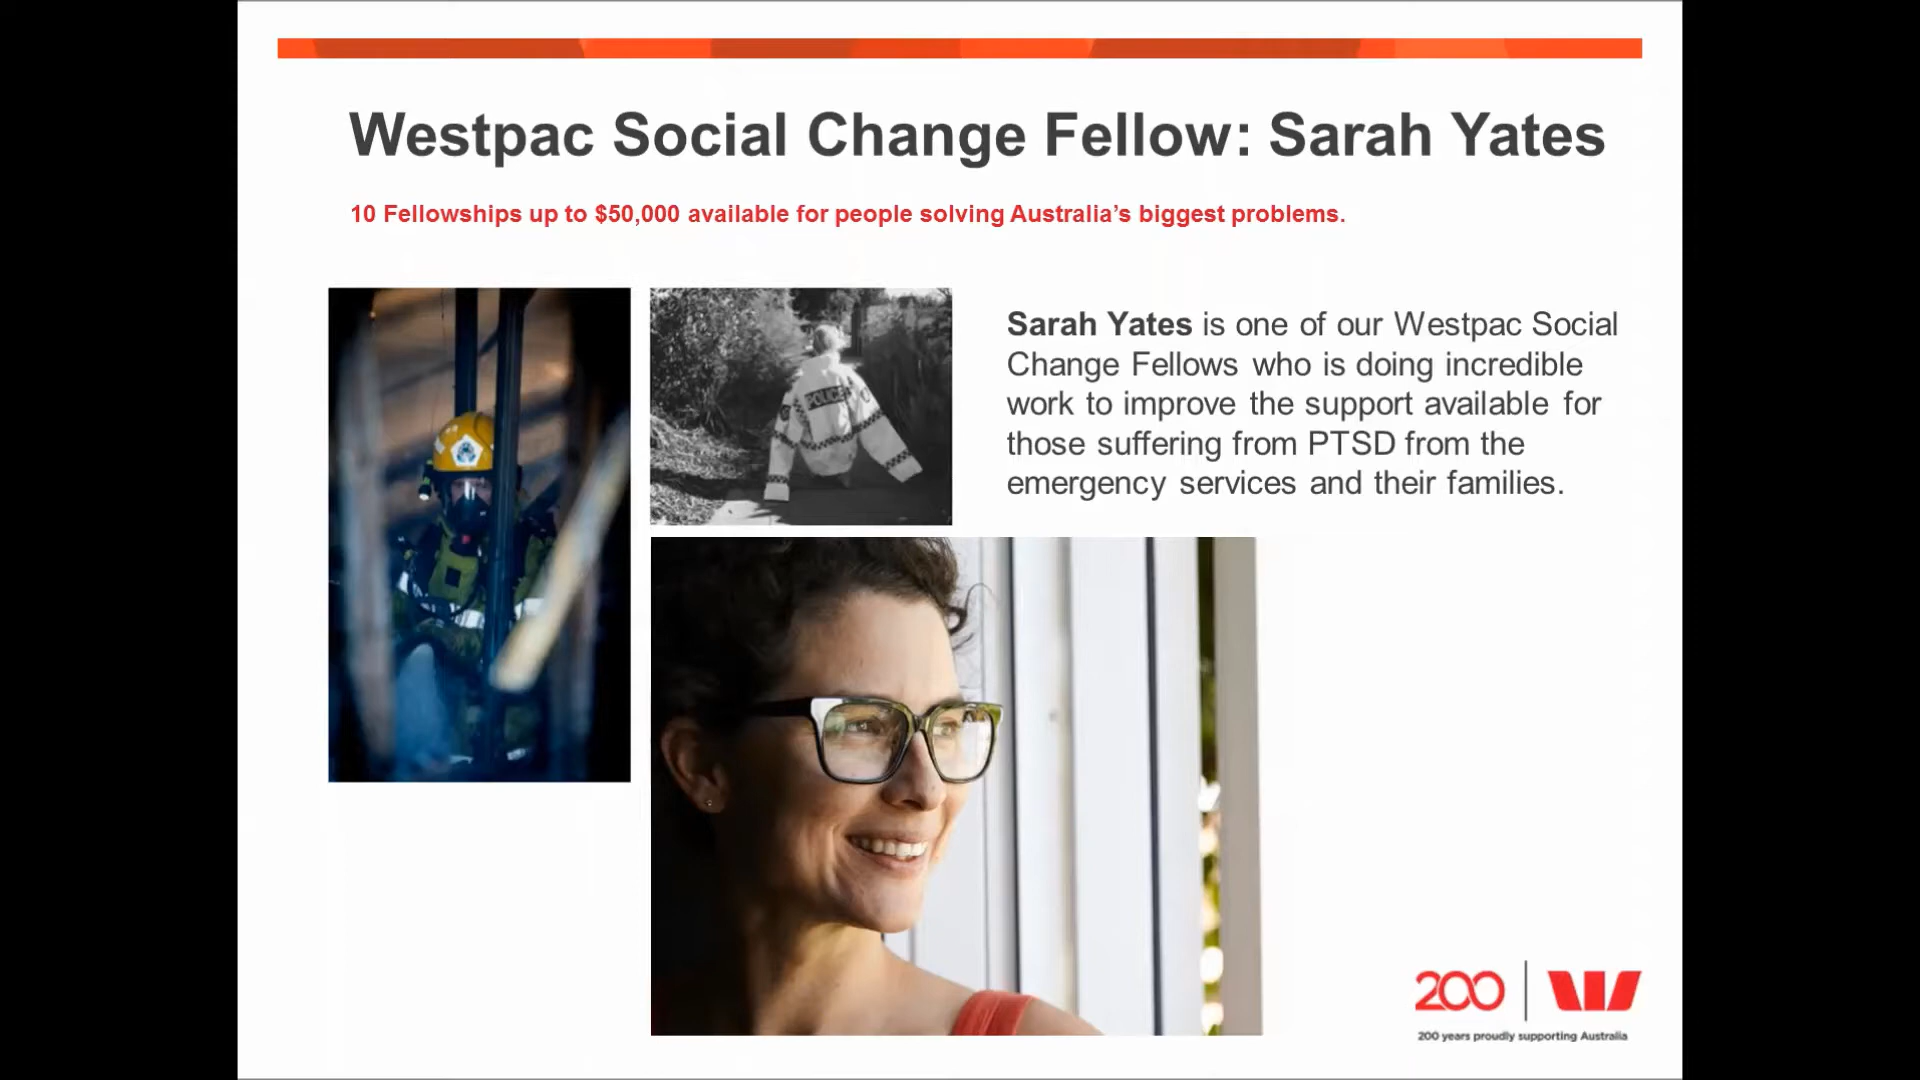 Westpac Social Change Fellow: Sarah Yates
10 Fellowships up to $50,000 available for people solving Australia’s biggest problems.
POLICE
Sarah Yates is one of our Westpac Social
Change Fellows who is doing incredible
work to improve the support available for
those suffering from PTSD from the
emergency services and their families.
200
200 years proudly supporting Australia